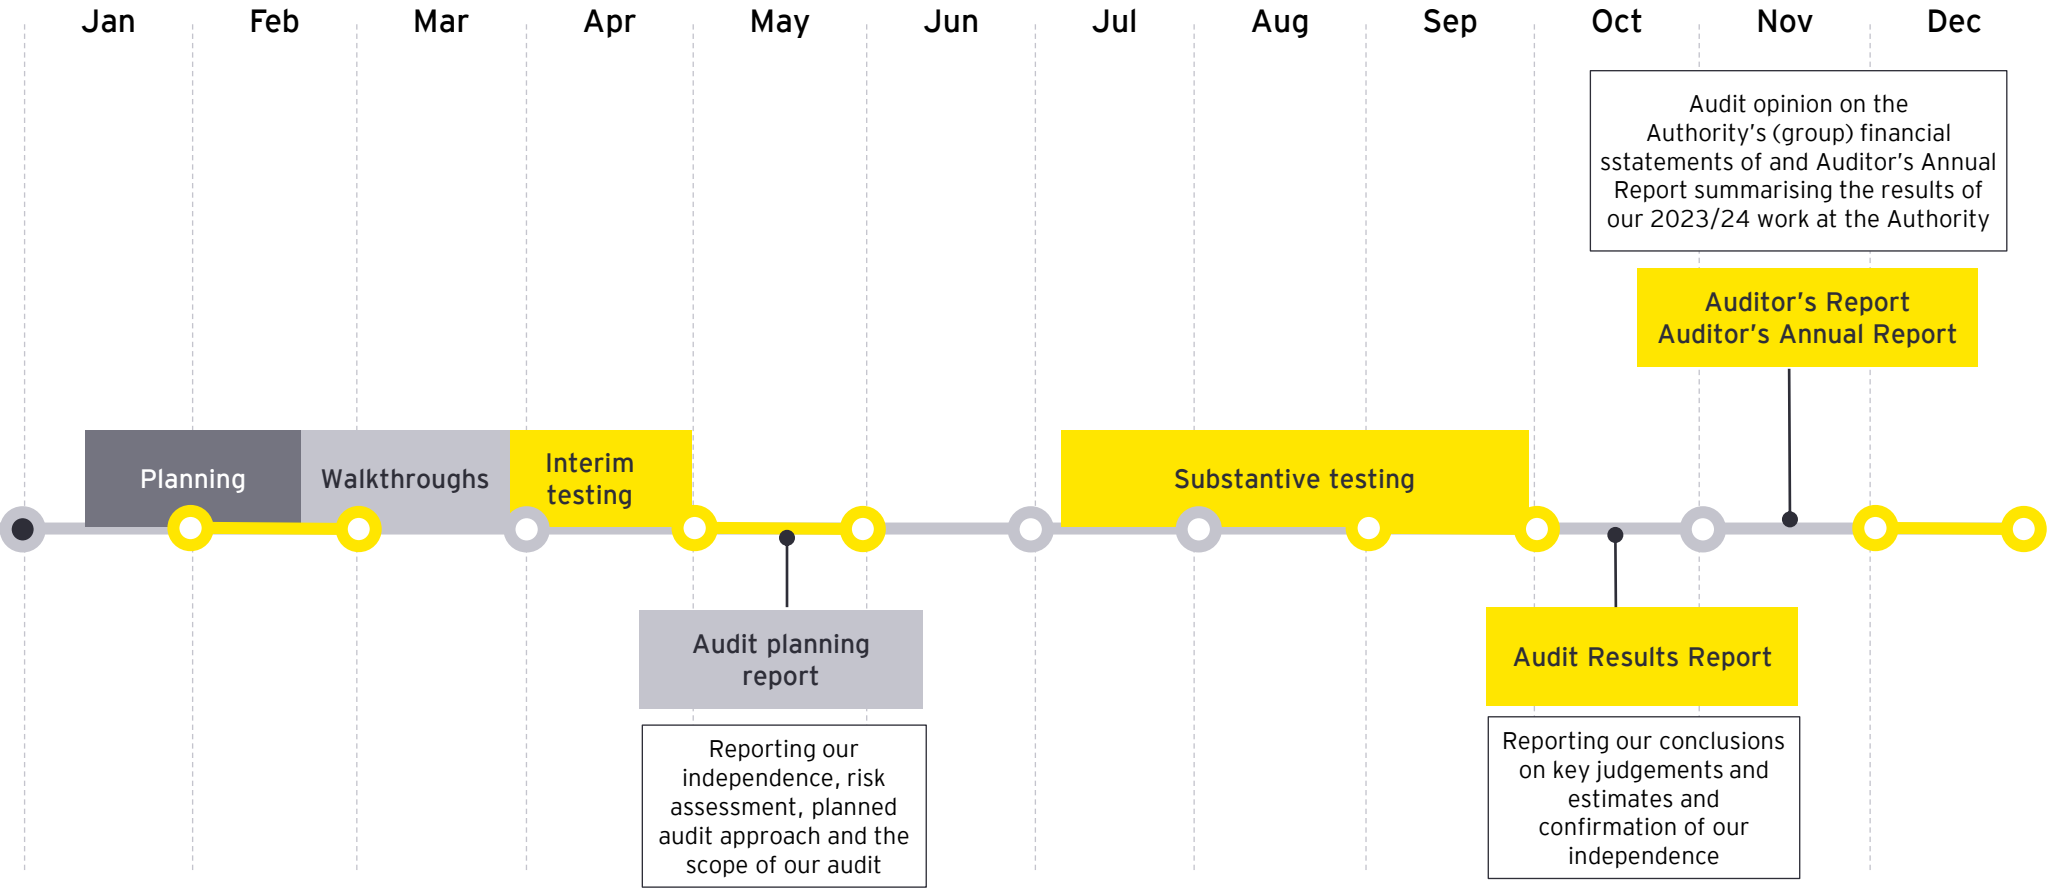 Jan
Feb
Mar
Apr
May
Jun
Jul
Aug
Sep
Oct
Nov
Dec
Audit opinion on the
Authority's (group) financial
sstatements of and Auditor's Annual
Report summarising the results of
our 2023/24 work at the Authority
Auditor's Report
Auditor's Annual Report
Planning
Walkthroughs
Interim
testing
Substantive testing
Audit planning
report
Reporting our
independence, risk
assessment, planned
audit approach and the
scope of our audit
Audit Results Report
Reporting our conclusions
on key judgements and
estimates and
confirmation of our
independence